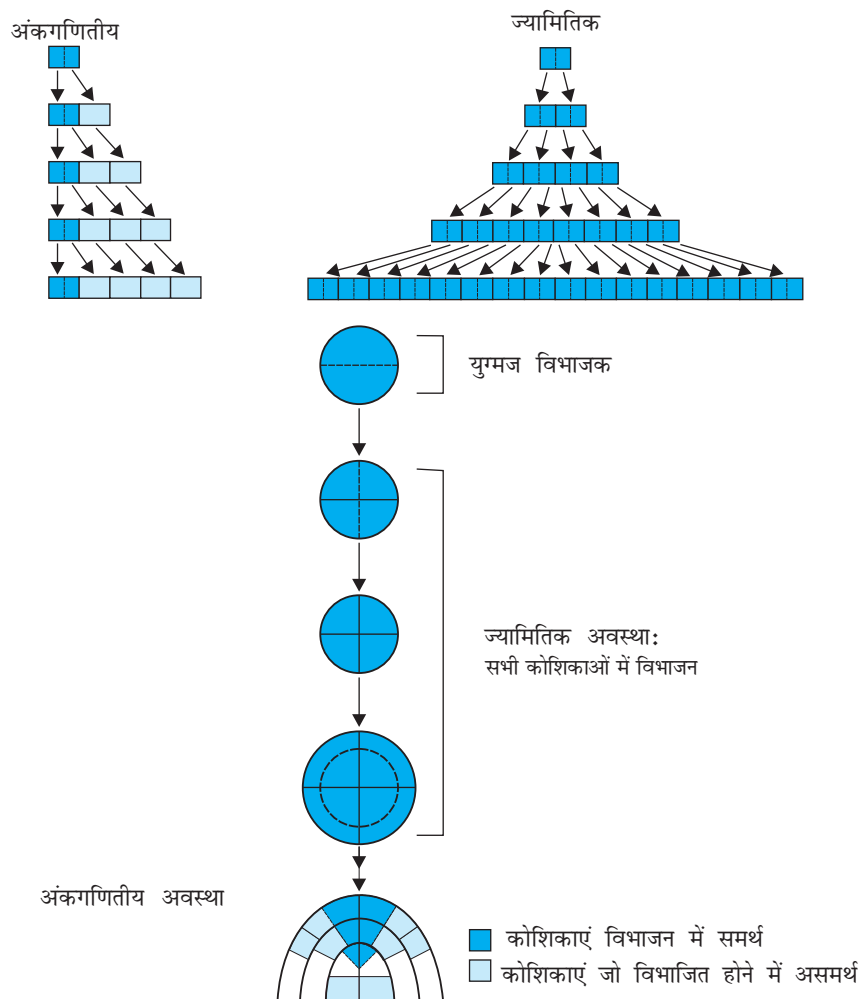 अंकगणितीय
ज्यामितिक
युग्मज विभाजक
ज्यामितिक अवस्था:
सभी कोशिकाओं में विभाजन
अंकगणितीय अवस्था
कोशिकाएं विभाजन में समर्थ
कोशिकाएं जो विभाजित होने में असमर्थ